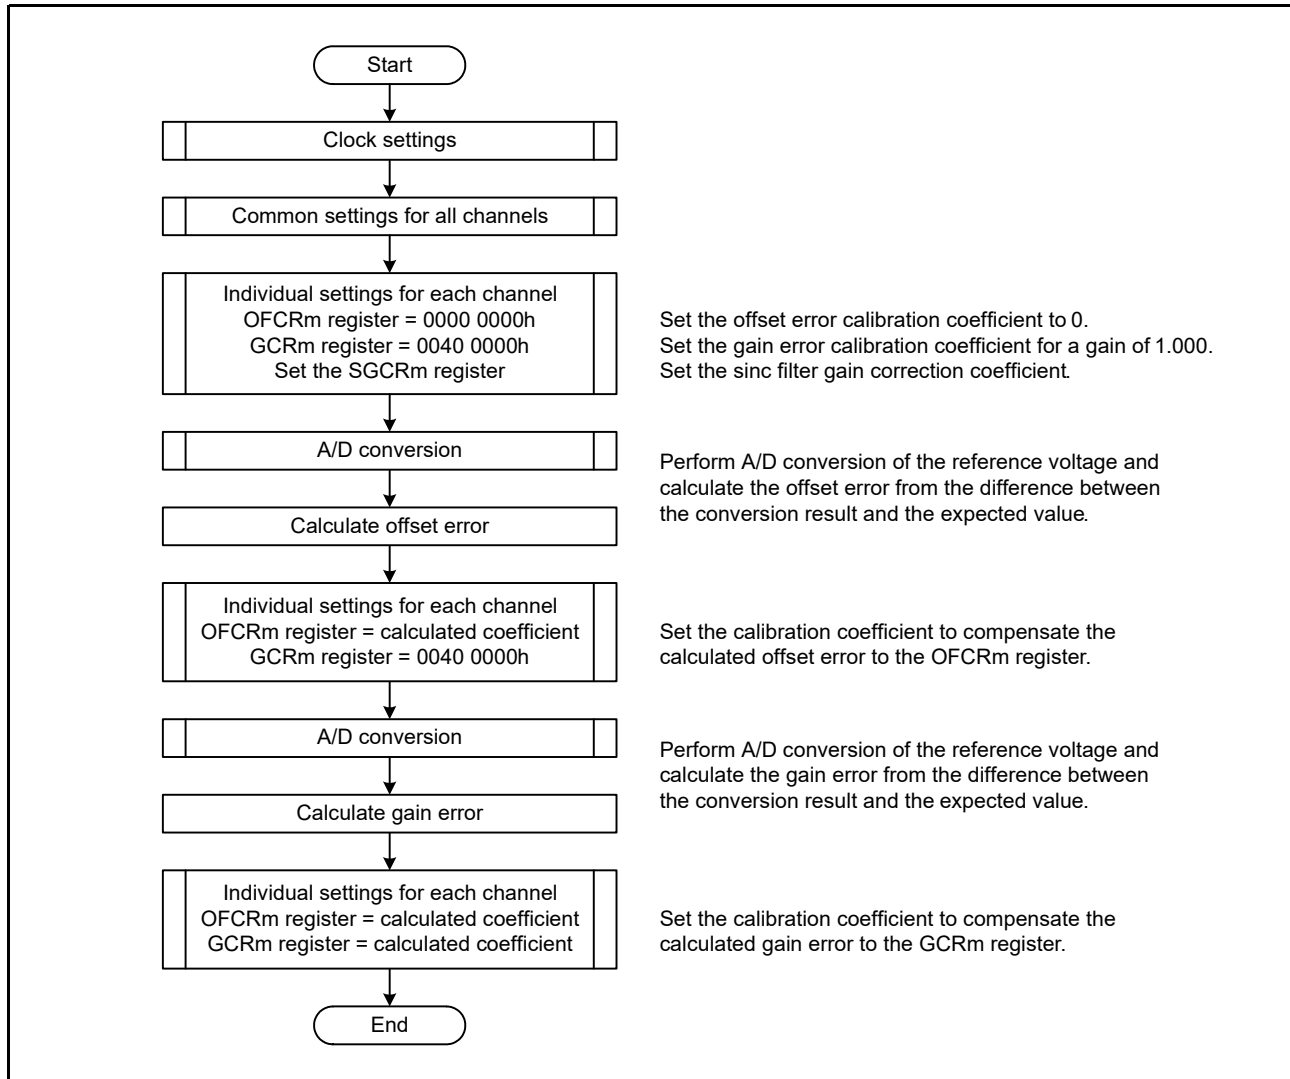 Start
Clock settings
Common settings for all channels
Individual settings for each channel
OFCRm register = 0000 0000h
GCRm register = 0040 0000h
Set the SGCRm register
Set the offset error calibration coefficient to 0.
Set the gain error calibration coefficient for a gain of 1.000.
Set the sinc filter gain correction coefficient.
A/D conversion
Calculate offset error
Perform A/D conversion of the reference voltage and
calculate the offset error from the difference between
the conversion result and the expected value.
Individual settings for each channel
OFCRm register = calculated coefficient
GCRm register = 0040 0000h
Set the calibration coefficient to compensate the
calculated offset error to the OFCRm register.
A/D conversion
Calculate gain error
Perform A/D conversion of the reference voltage and
calculate the gain error from the difference between
the conversion result and the expected value.
Individual settings for each channel
OFCRm register = calculated coefficient
GCRm register = calculated coefficient
Set the calibration coefficient to compensate the
calculated gain error to the GCRm register.
End